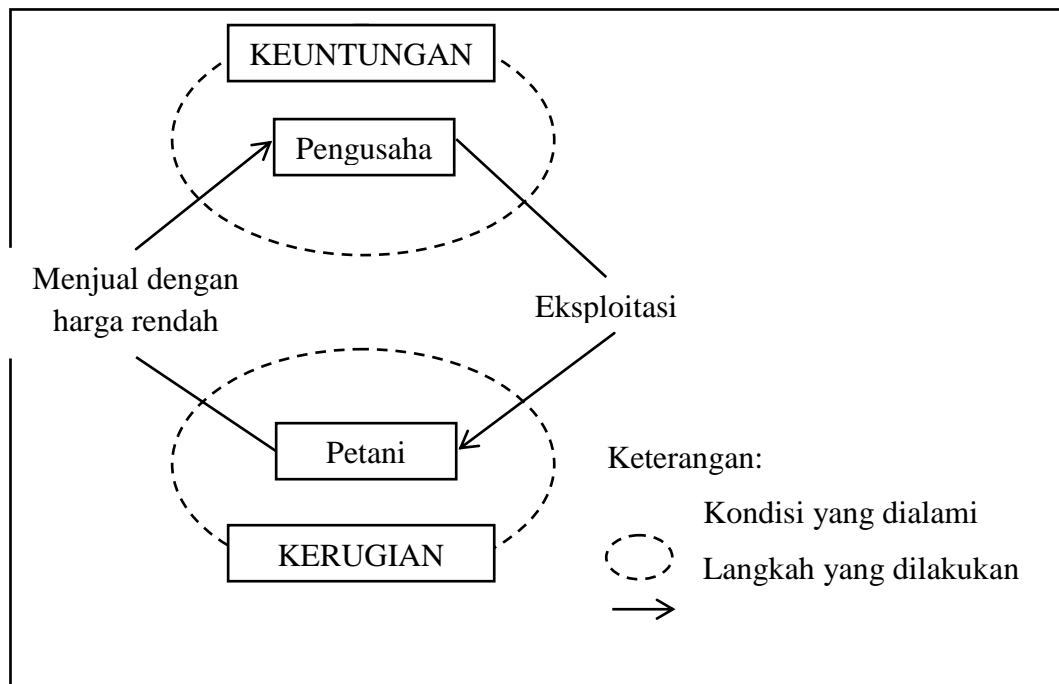 KEUNTUNGAN
Pengusaha
Menjual dengan
harga rendah
Eksploitasi
Petani
KERUGIAN
Keterangan:
Kondisi yang dialami
Langkah yang dilakukan